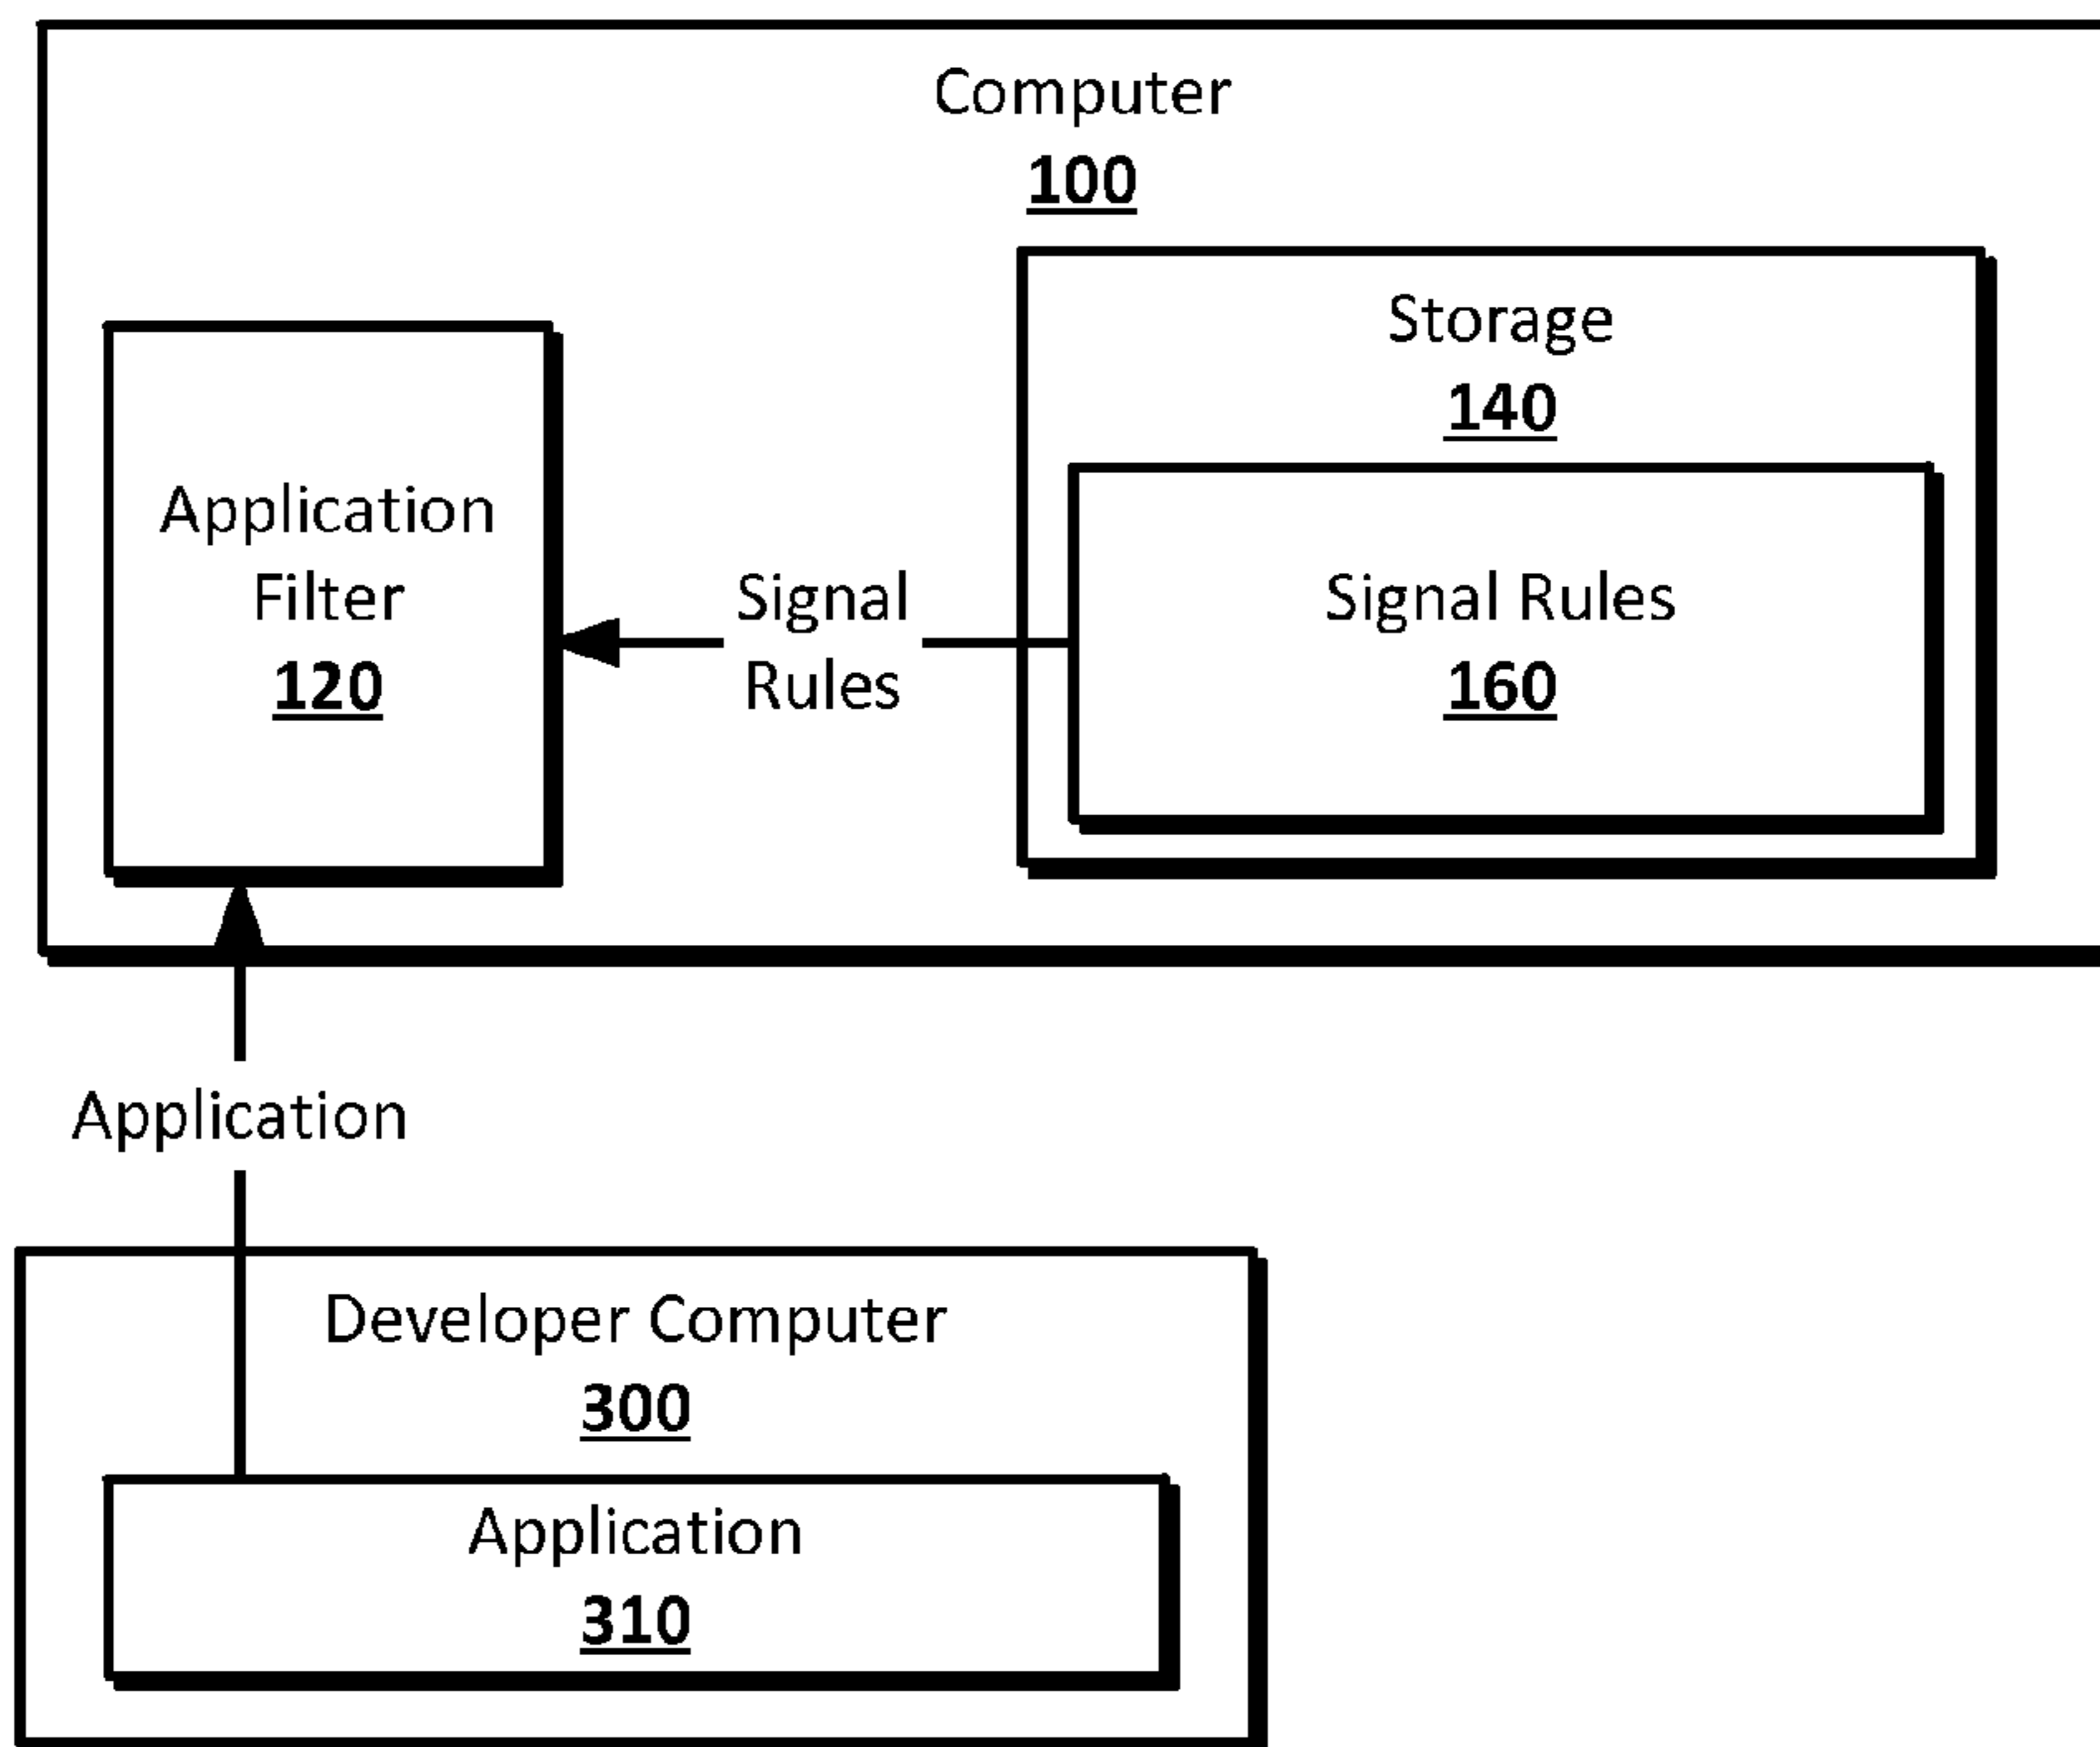 Computer
100
Storage
140
Application
Filter
120
Signal
Rules
Signal Rules
160
Application
Developer Computer
300
Application
310